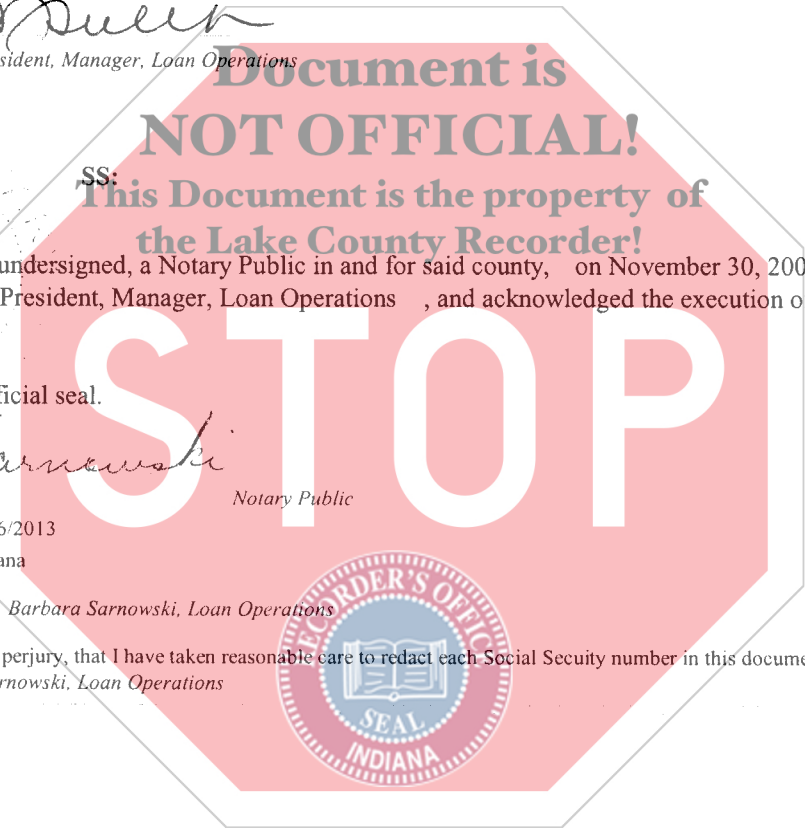 sident, Manager, Loan Operations
Document is
NOT OFFICIAL!
SS:
This Document is the property of
the Lake County Recorder!
undersigned, a Notary Public in and for said county, on November 30, 200
President, Manager, Loan Operations , and acknowledged the execution o
STOP
ficial seal.
arnowski
Notary Public
6/2013
ana
Barbara Sarnowski, Loan Operations
RECORDER'S OFFICE
perjury, that I have taken reasonable care to redact each Social Secuity number in this docume
rnowski, Loan Operations
SEAL
INDIANA